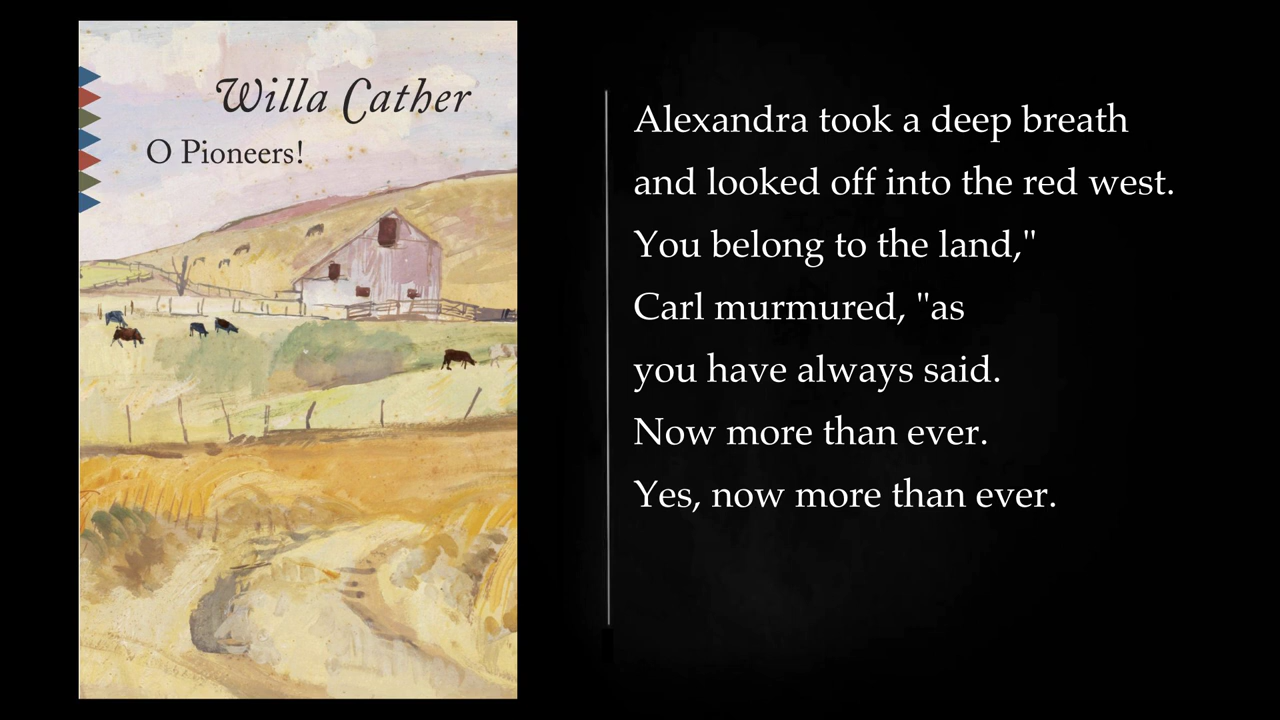 Willa Cather
O Pioneers!
Alexandra took a deep breath
and looked off into the red west.
You belong to the land,"
Carl murmured, "as
you have always said.
Now more than ever.
Yes, now more than ever.